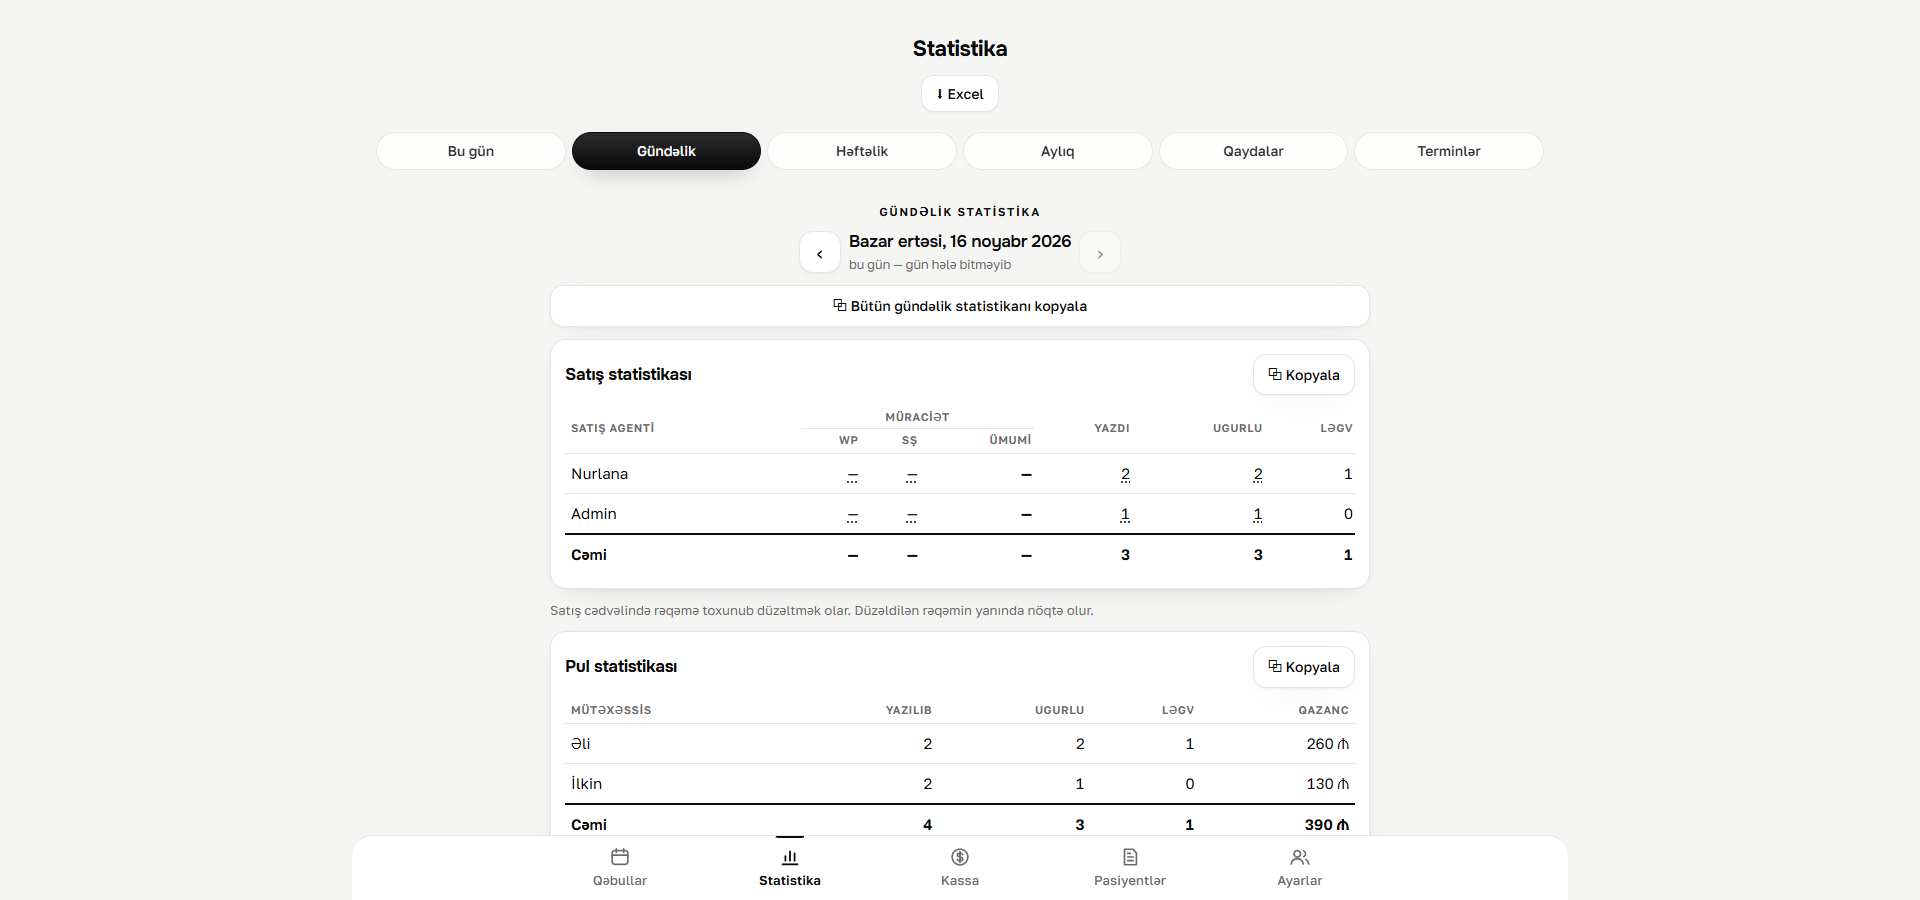 Statistika
⭳ Excel
Bu gün Gündəlik Həftəlik Aylıq Qaydalar Terminlər
GÜNDƏLİK STATİSTİKA
‹ Bazar ertəsi, 16 noyabr 2026 ›
bu gün — gün hələ bitməyib
Bütün gündəlik statistikanı kopyala
Satış statistikası Kopyala
MÜRACİƏT
SATIŞ AGENTİ YAZDI UGURLU LƏGV
WP SŞ ÜMUMİ
Nurlana — — — 2 2 1
Admin — — — 1 1 0
Cəmi — — — 3 3 1
Satış cədvəlində rəqəmə toxunub düzəltmək olar. Düzəldilən rəqəmin yanında nöqtə olur.
Pul statistikası Kopyala
MÜTƏXƏSSİS YAZILIB UGURLU LƏGV QAZANC
Əli 2 2 1 260 ₼
İlkin 2 1 0 130 ₼
Cəmi 4 3 1 390 ₼
Qəbullar Statistika Kassa Pasiyentlər Ayarlar